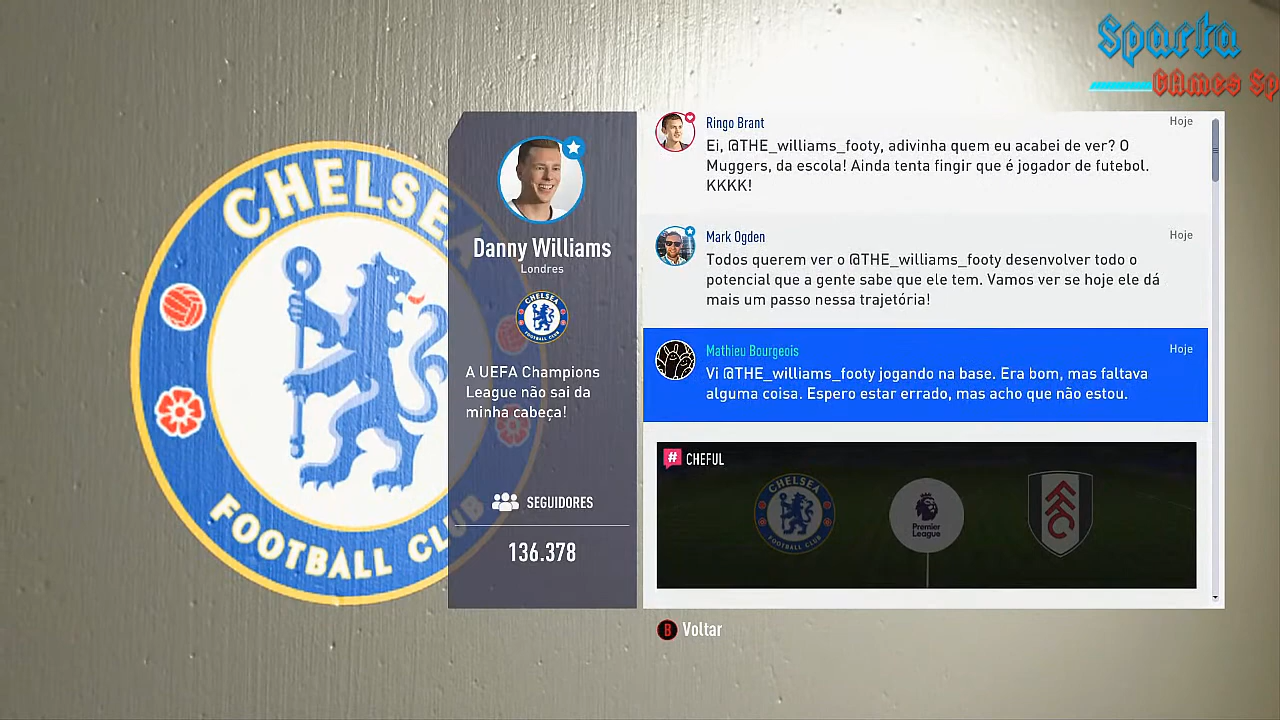 Sparta
GAmes Sp
CHELSEA
FOOTBALL CLUB
Danny Williams
Londres
CHELSEA
FOOTBALL CLUB
A UEFA Champions
League não sai da
minha cabeça!
SEGUIDORES
136.378
Ringo Brant
Hoje
Ei, @THE_williams_footy, adivinha quem eu acabei de ver? O
Muggers, da escola! Ainda tenta fingir que é jogador de futebol.
KKKK!
Mark Ogden
Hoje
Todos querem ver o @THE_williams_footy desenvolver todo o
potencial que a gente sabe que ele tem. Vamos ver se hoje ele dá
mais um passo nessa trajetória!
Mathieu Bourgeois
Hoje
Vi @THE_williams_footy jogando na base. Era bom, mas faltava
alguma coisa. Espero estar errado, mas acho que não estou.
# CHEFUL
CHELSEA
FOOTBALL CLUB
Premier
League
FFC
B Voltar